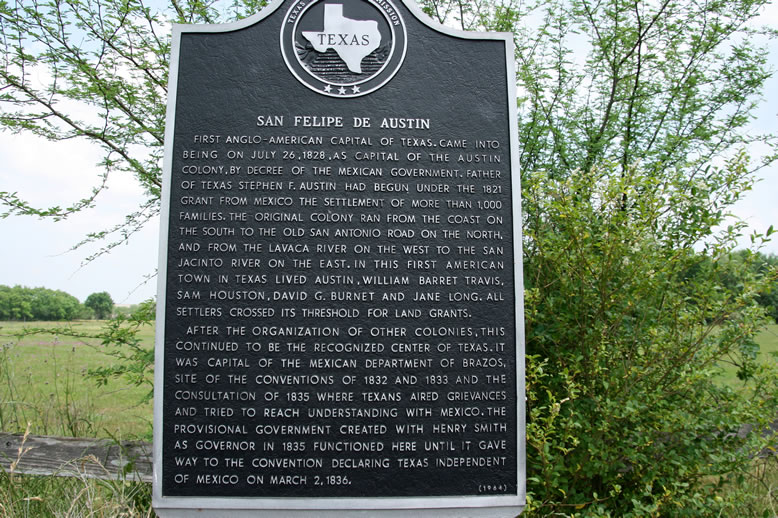 TEXAS
MISSION
TEXAS
SAN FELIPE DE AUSTIN
FIRST ANGLO-AMERICAN CAPITAL OF TEXAS. CAME INTO
BEING ON JULY 26, 1828, AS CAPITAL OF THE AUSTIN
COLONY, BY DECREE OF THE MEXICAN GOVERNMENT. FATHER
OF TEXAS STEPHEN F. AUSTIN HAD BEGUN UNDER THE 1821
GRANT FROM MEXICO THE SETTLEMENT OF MORE THAN 1,000
FAMILIES. THE ORIGINAL COLONY RAN FROM THE COAST ON
THE SOUTH TO THE OLD SAN ANTONIO ROAD ON THE NORTH,
AND FROM THE LAVACA RIVER ON THE WEST TO THE SAN
JACINTO RIVER ON THE EAST. IN THIS FIRST AMERICAN
TOWN IN TEXAS LIVED AUSTIN, WILLIAM BARRET TRAVIS,
SAM HOUSTON, DAVID G. BURNET AND JANE LONG. ALL
SETTLERS CROSSED ITS THRESHOLD FOR LAND GRANTS.
AFTER THE ORGANIZATION OF OTHER COLONIES, THIS
CONTINUED TO BE THE RECOGNIZED CENTER OF TEXAS. IT
WAS CAPITAL OF THE MEXICAN DEPARTMENT OF BRAZOS,
SITE OF THE CONVENTIONS OF 1832 AND 1833 AND THE
CONSULTATION OF 1835 WHERE TEXANS AIRED GRIEVANCES
AND TRIED TO REACH UNDERSTANDING WITH MEXICO. THE
PROVISIONAL GOVERNMENT CREATED WITH HENRY SMITH
AS GOVERNOR IN 1835 FUNCTIONED HERE UNTIL IT GAVE
WAY TO THE CONVENTION DECLARING TEXAS INDEPENDENT
OF MEXICO ON MARCH 2, 1836.
(1964)